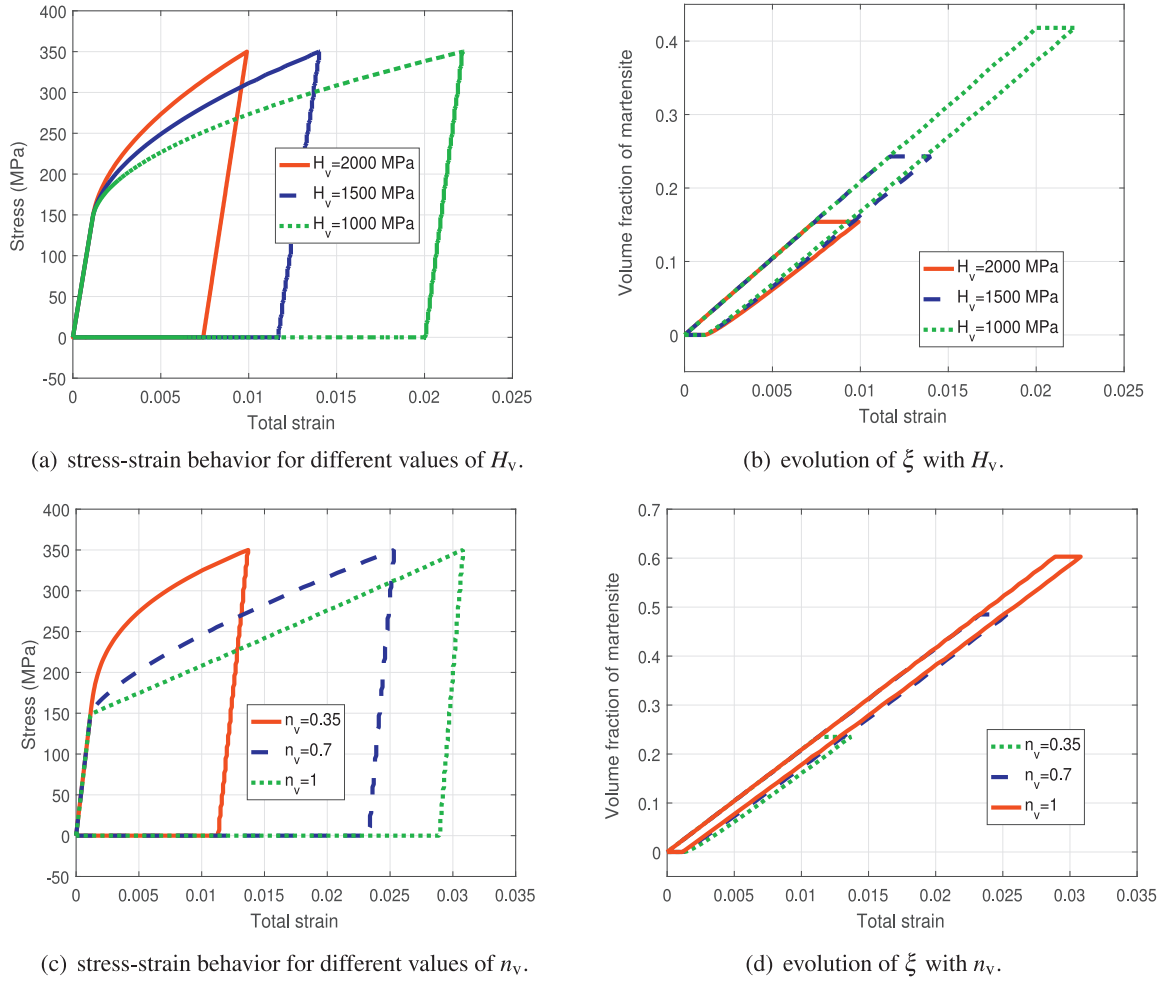 400
350
300
250
200
150
100
50
0
-50
Stress (MPa)
H_v=2000 MPa
H_v=1500 MPa
H_v=1000 MPa
0 0.005 0.01 0.015 0.02 0.025
Total strain
(a) stress-strain behavior for different values of H_v.
0.4
0.3
0.2
0.1
0
Volume fraction of martensite
H_v=2000 MPa
H_v=1500 MPa
H_v=1000 MPa
0 0.005 0.01 0.015 0.02 0.025
Total strain
(b) evolution of ξ with H_v.
400
350
300
250
200
150
100
50
0
-50
Stress (MPa)
n_v=0.35
n_v=0.7
n_v=1
0 0.005 0.01 0.015 0.02 0.025 0.03 0.035
Total strain
(c) stress-strain behavior for different values of n_v.
0.7
0.6
0.5
0.4
0.3
0.2
0.1
0
Volume fraction of martensite
n_v=0.35
n_v=0.7
n_v=1
0 0.005 0.01 0.015 0.02 0.025 0.03 0.035
Total strain
(d) evolution of ξ with n_v.